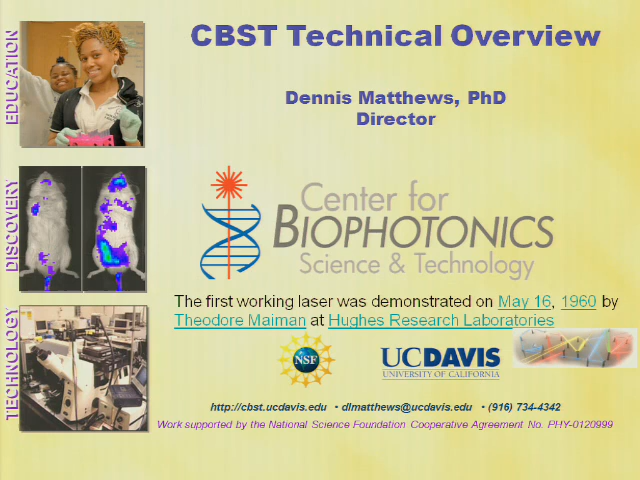 CBST Technical Overview
Dennis Matthews, PhD
Director
EDUCATION
DISCOVERY
TECHNOLOGY
Center for
BIOPHOTONICS
Science & Technology
The first working laser was demonstrated on May 16, 1960 by
Theodore Maiman at Hughes Research Laboratories
NSF
UCDAVIS
UNIVERSITY OF CALIFORNIA
http://cbst.ucdavis.edu • dlmatthews@ucdavis.edu • (916) 734-4342
Work supported by the National Science Foundation Cooperative Agreement No. PHY-0120999